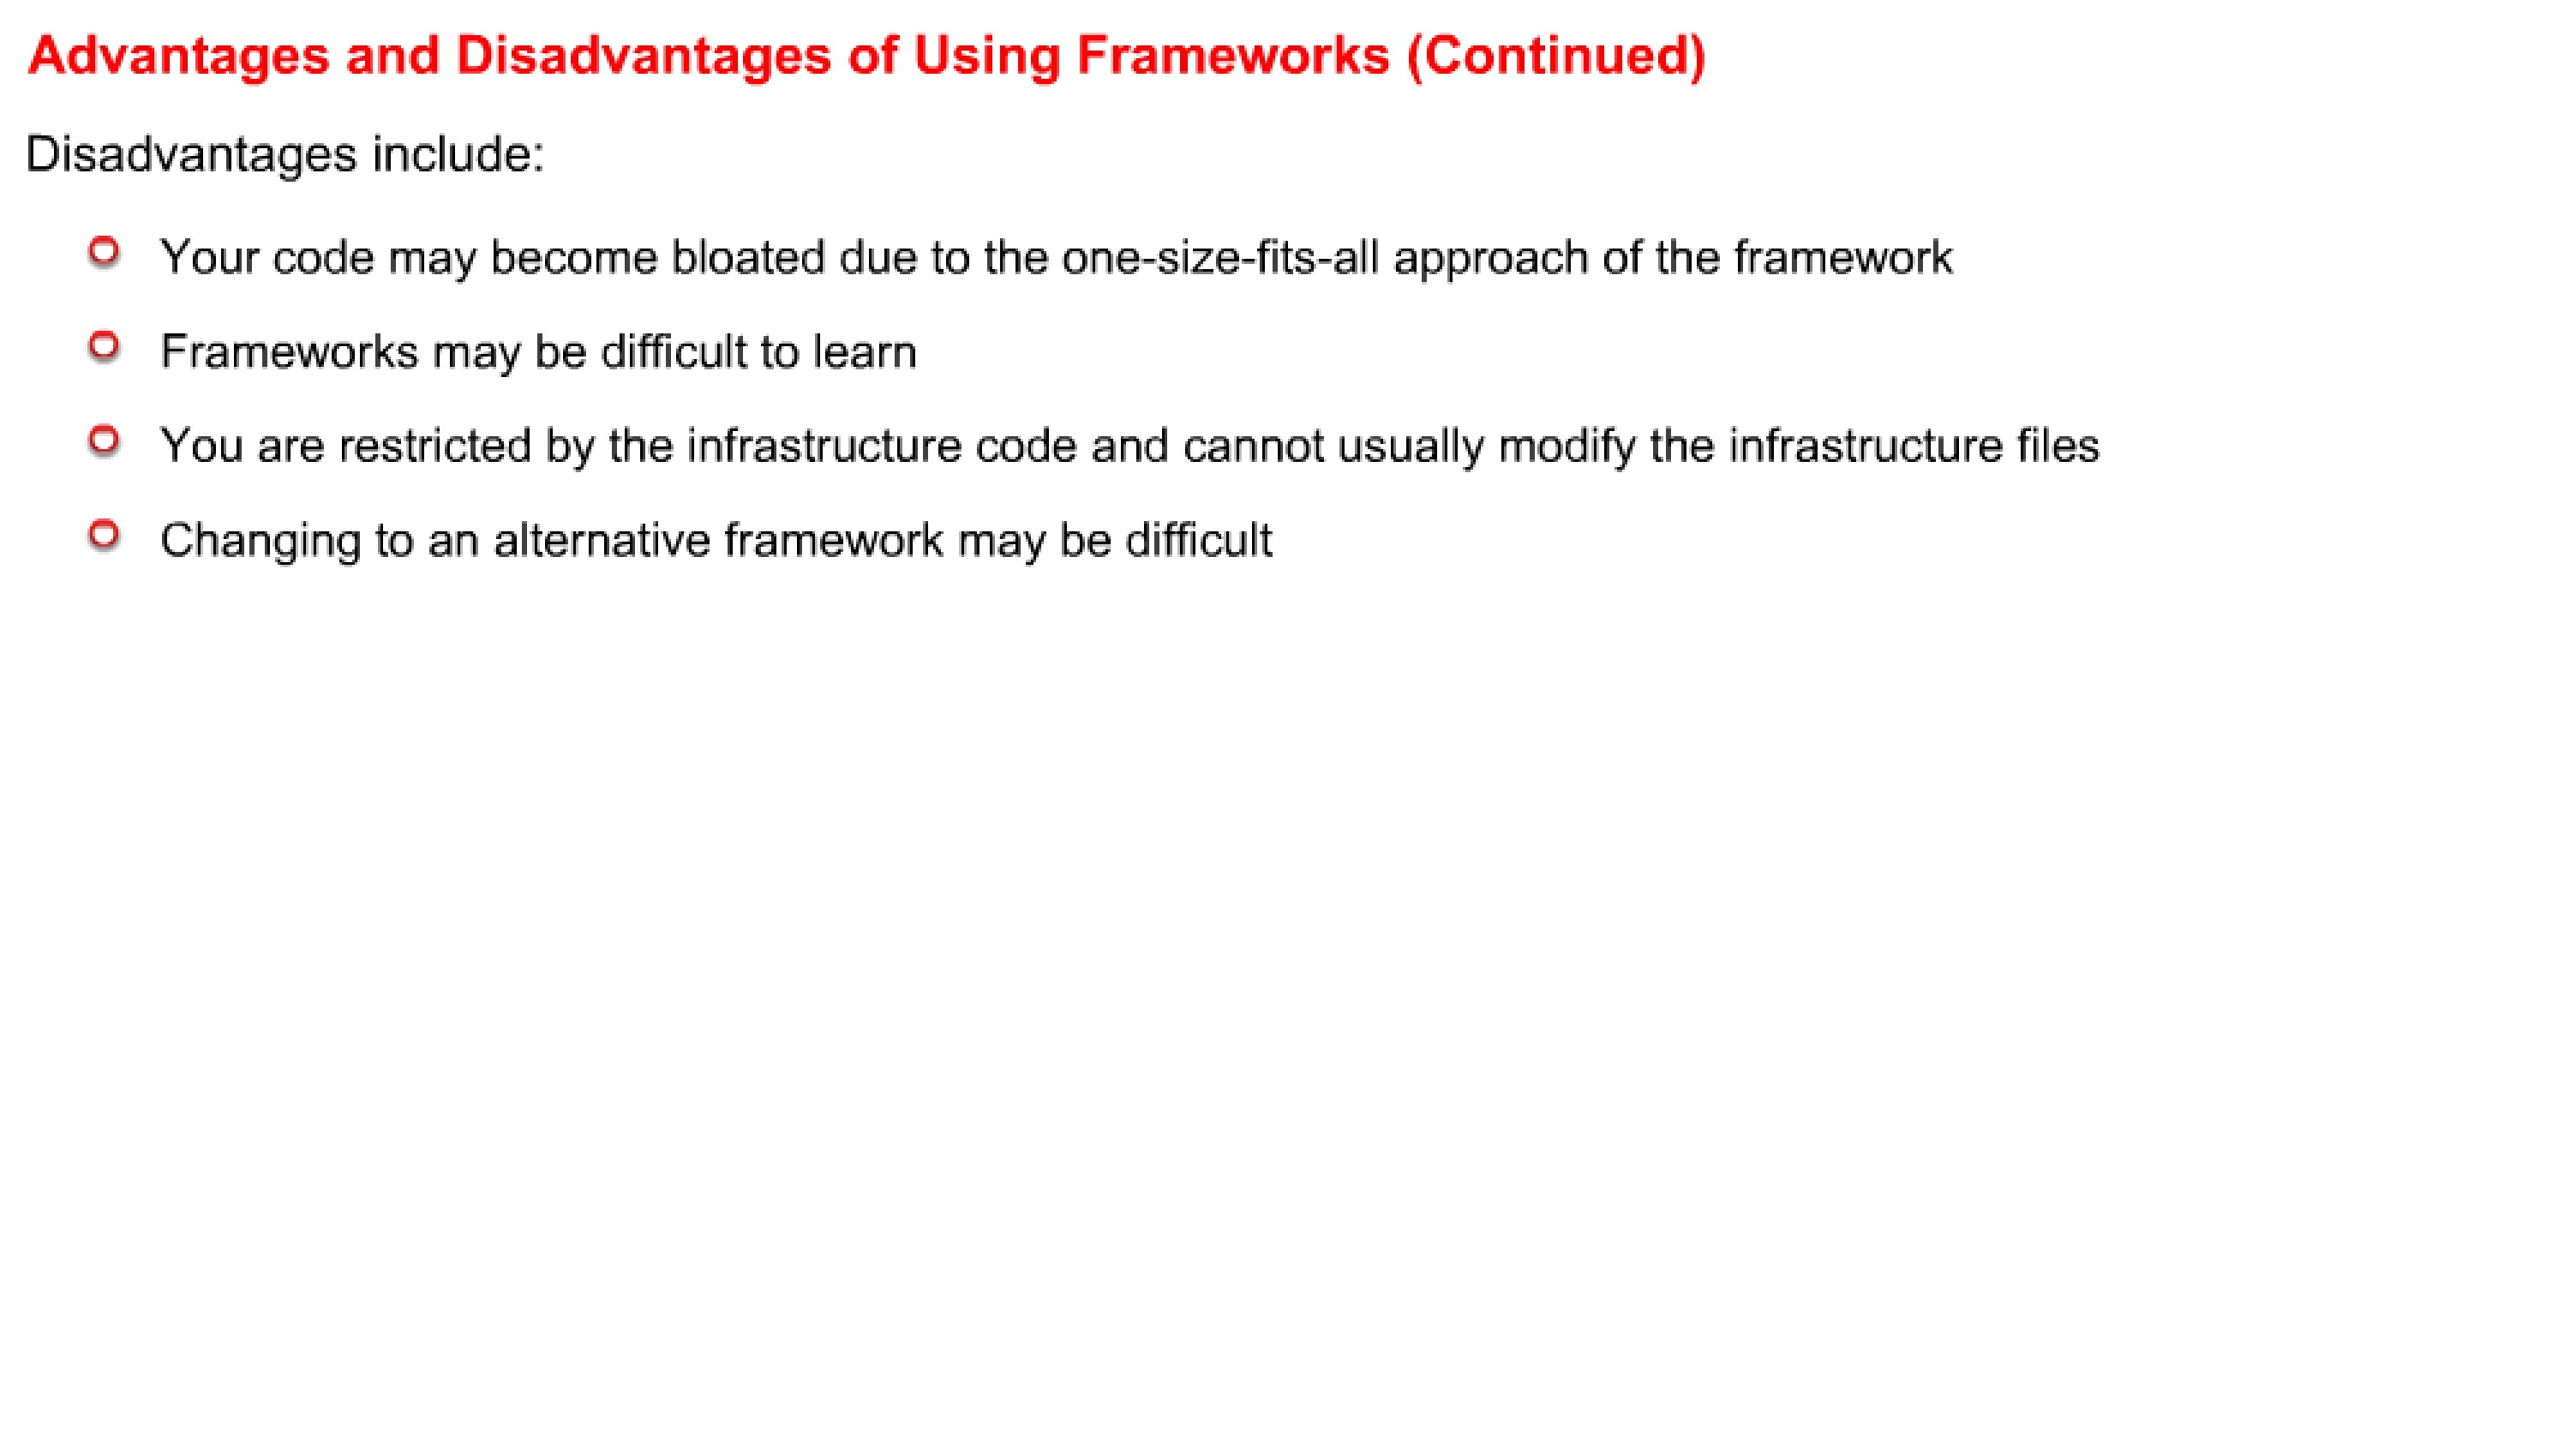 Advantages and Disadvantages of Using Frameworks (Continued)
Disadvantages include:
Your code may become bloated due to the one-size-fits-all approach of the framework
Frameworks may be difficult to learn
You are restricted by the infrastructure code and cannot usually modify the infrastructure files
Changing to an alternative framework may be difficult